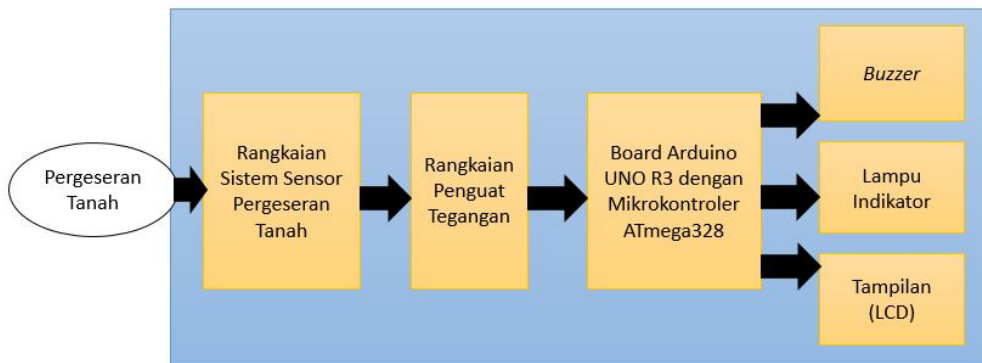 Pergeseran
Tanah
Rangkaian
Sistem Sensor
Pergeseran
Tanah
Rangkaian
Penguat
Tegangan
Board Arduino
UNO R3 dengan
Mikrokontroler
ATmega328
Buzzer
Lampu
Indikator
Tampilan
(LCD)